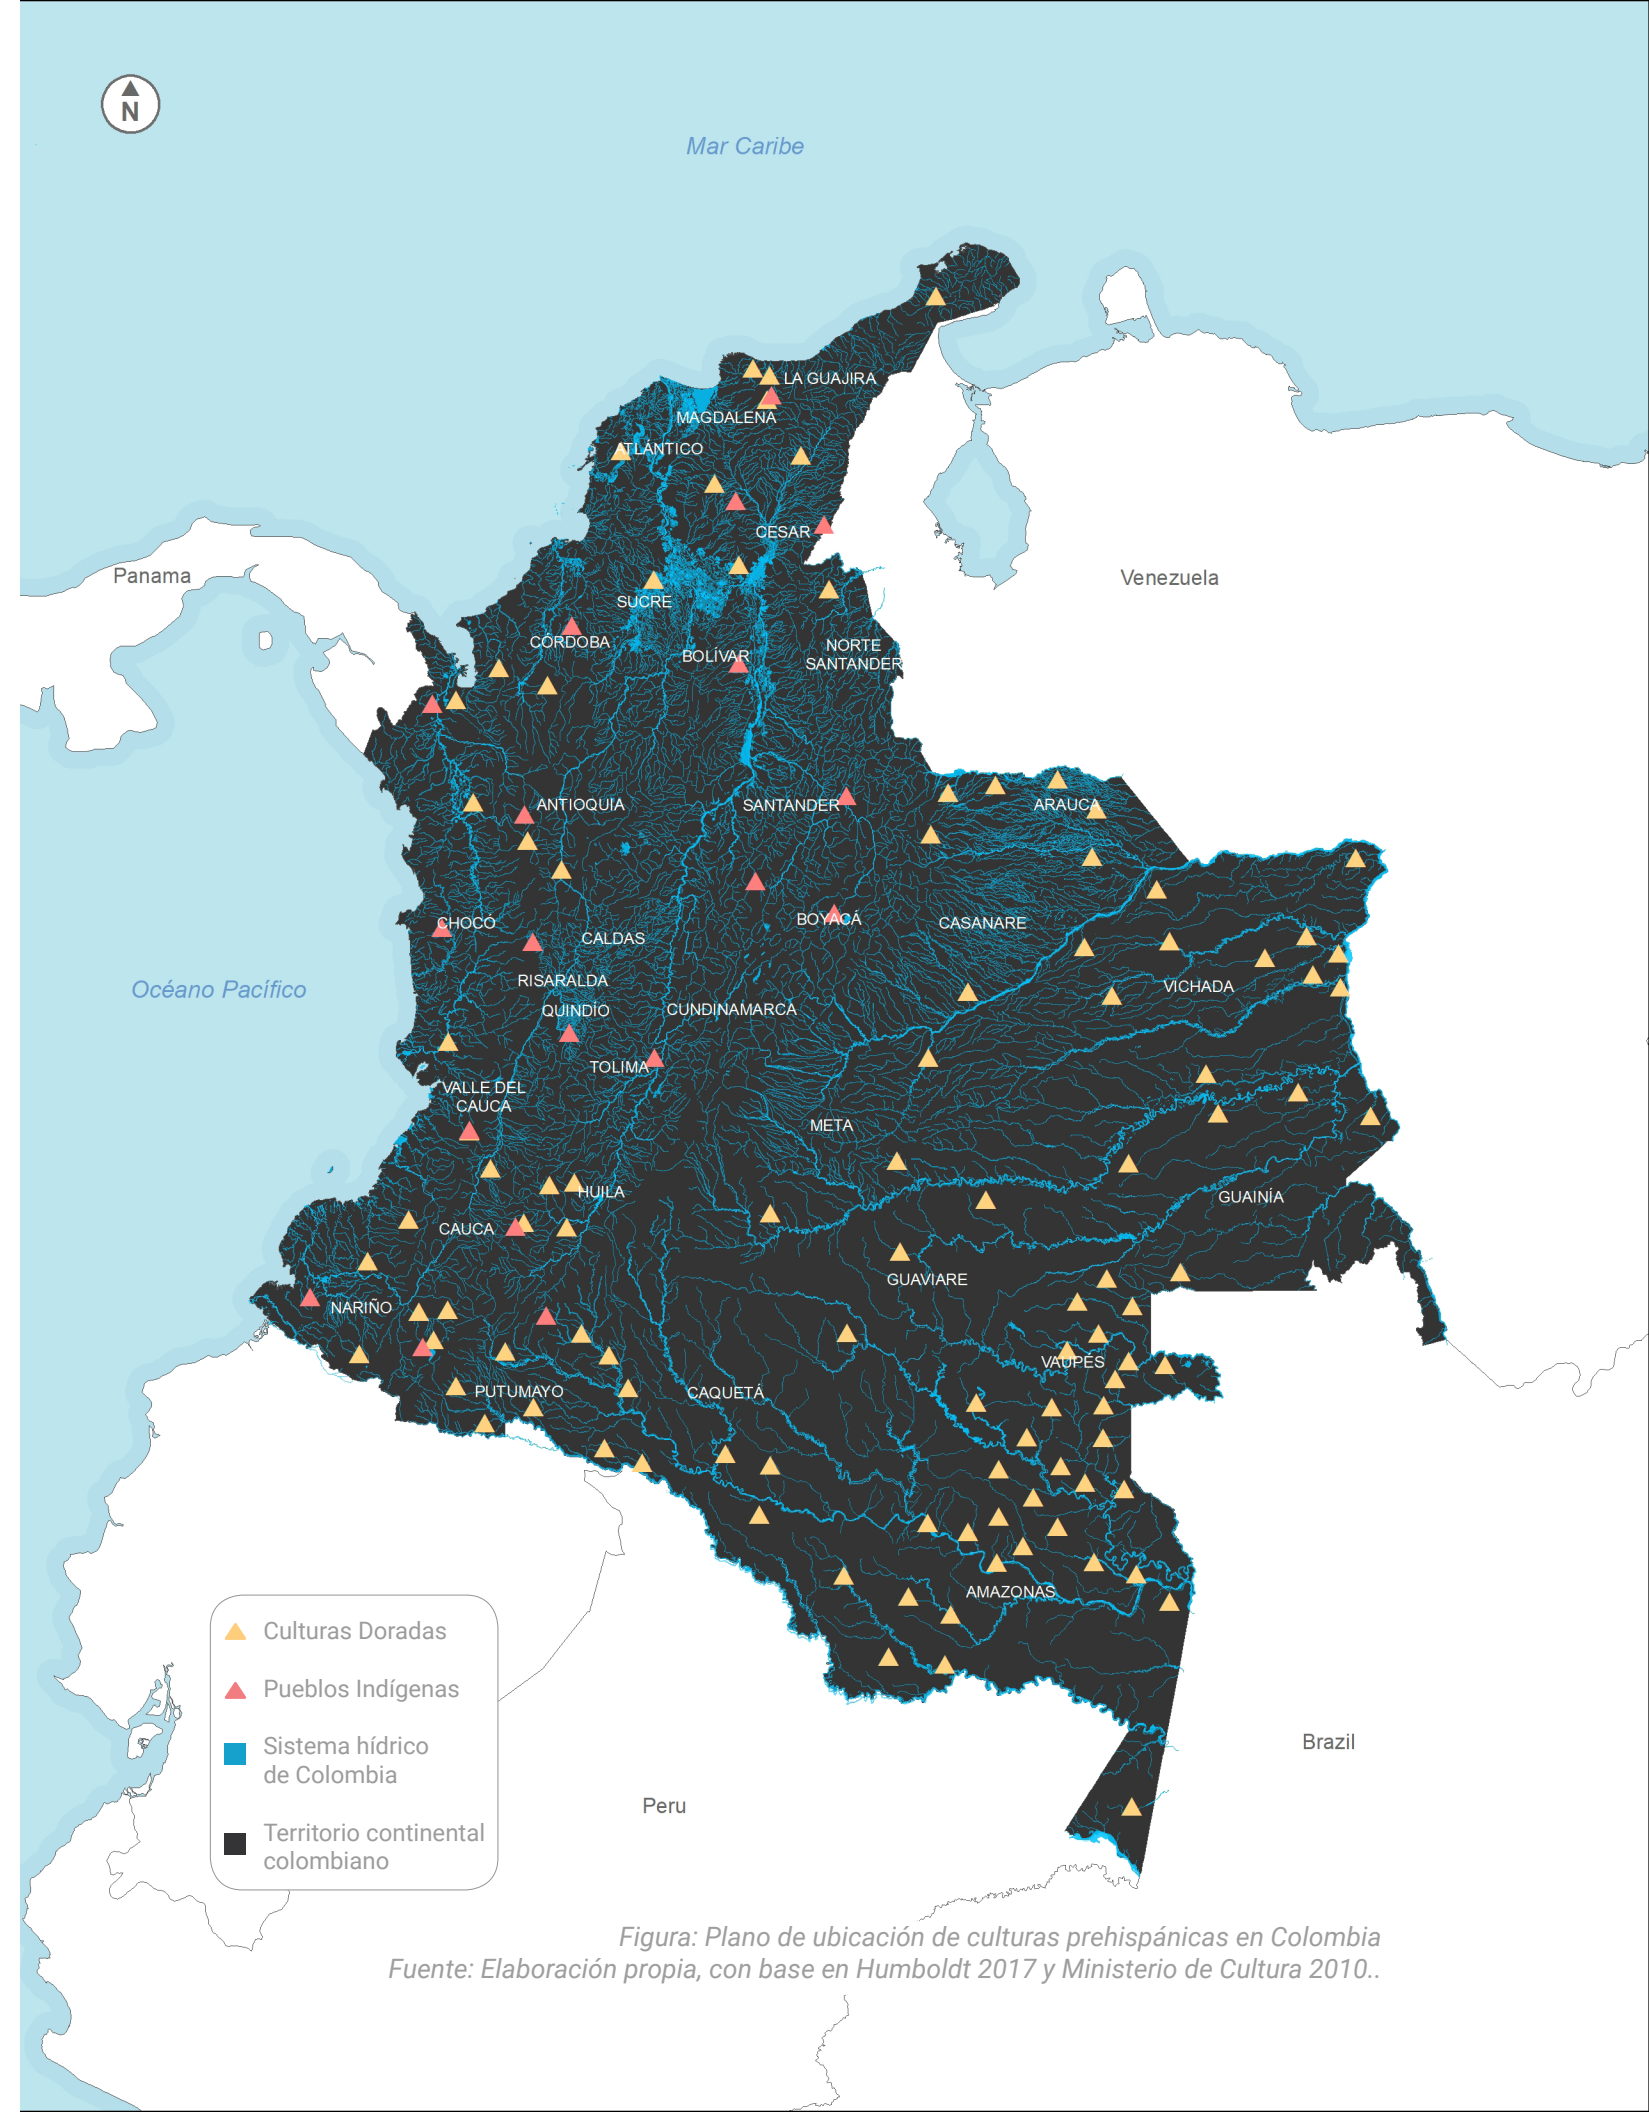 N
Mar Caribe
LA GUAJIRA
MAGDALENA
ATLÁNTICO
CESAR
Panama
Venezuela
SUCRE
CÓRDOBA
BOLÍVAR
NORTE
SANTANDER
ANTIOQUIA
SANTANDER
ARAUCA
CHOCÓ
BOYACÁ
CASANARE
CALDAS
RISARALDA
VICHADA
Océano Pacífico
QUINDÍO
CUNDINAMARCA
TOLIMA
VALLE DEL
CAUCA
META
HUILA
GUAINÍA
CAUCA
GUAVIARE
NARIÑO
VAUPÉS
PUTUMAYO
CAQUETÁ
AMAZONAS
Culturas Doradas
Pueblos Indígenas
Sistema hídrico
de Colombia
Territorio continental
colombiano
Brazil
Peru
Figura: Plano de ubicación de culturas prehispánicas en Colombia
Fuente: Elaboración propia, con base en Humboldt 2017 y Ministerio de Cultura 2010..